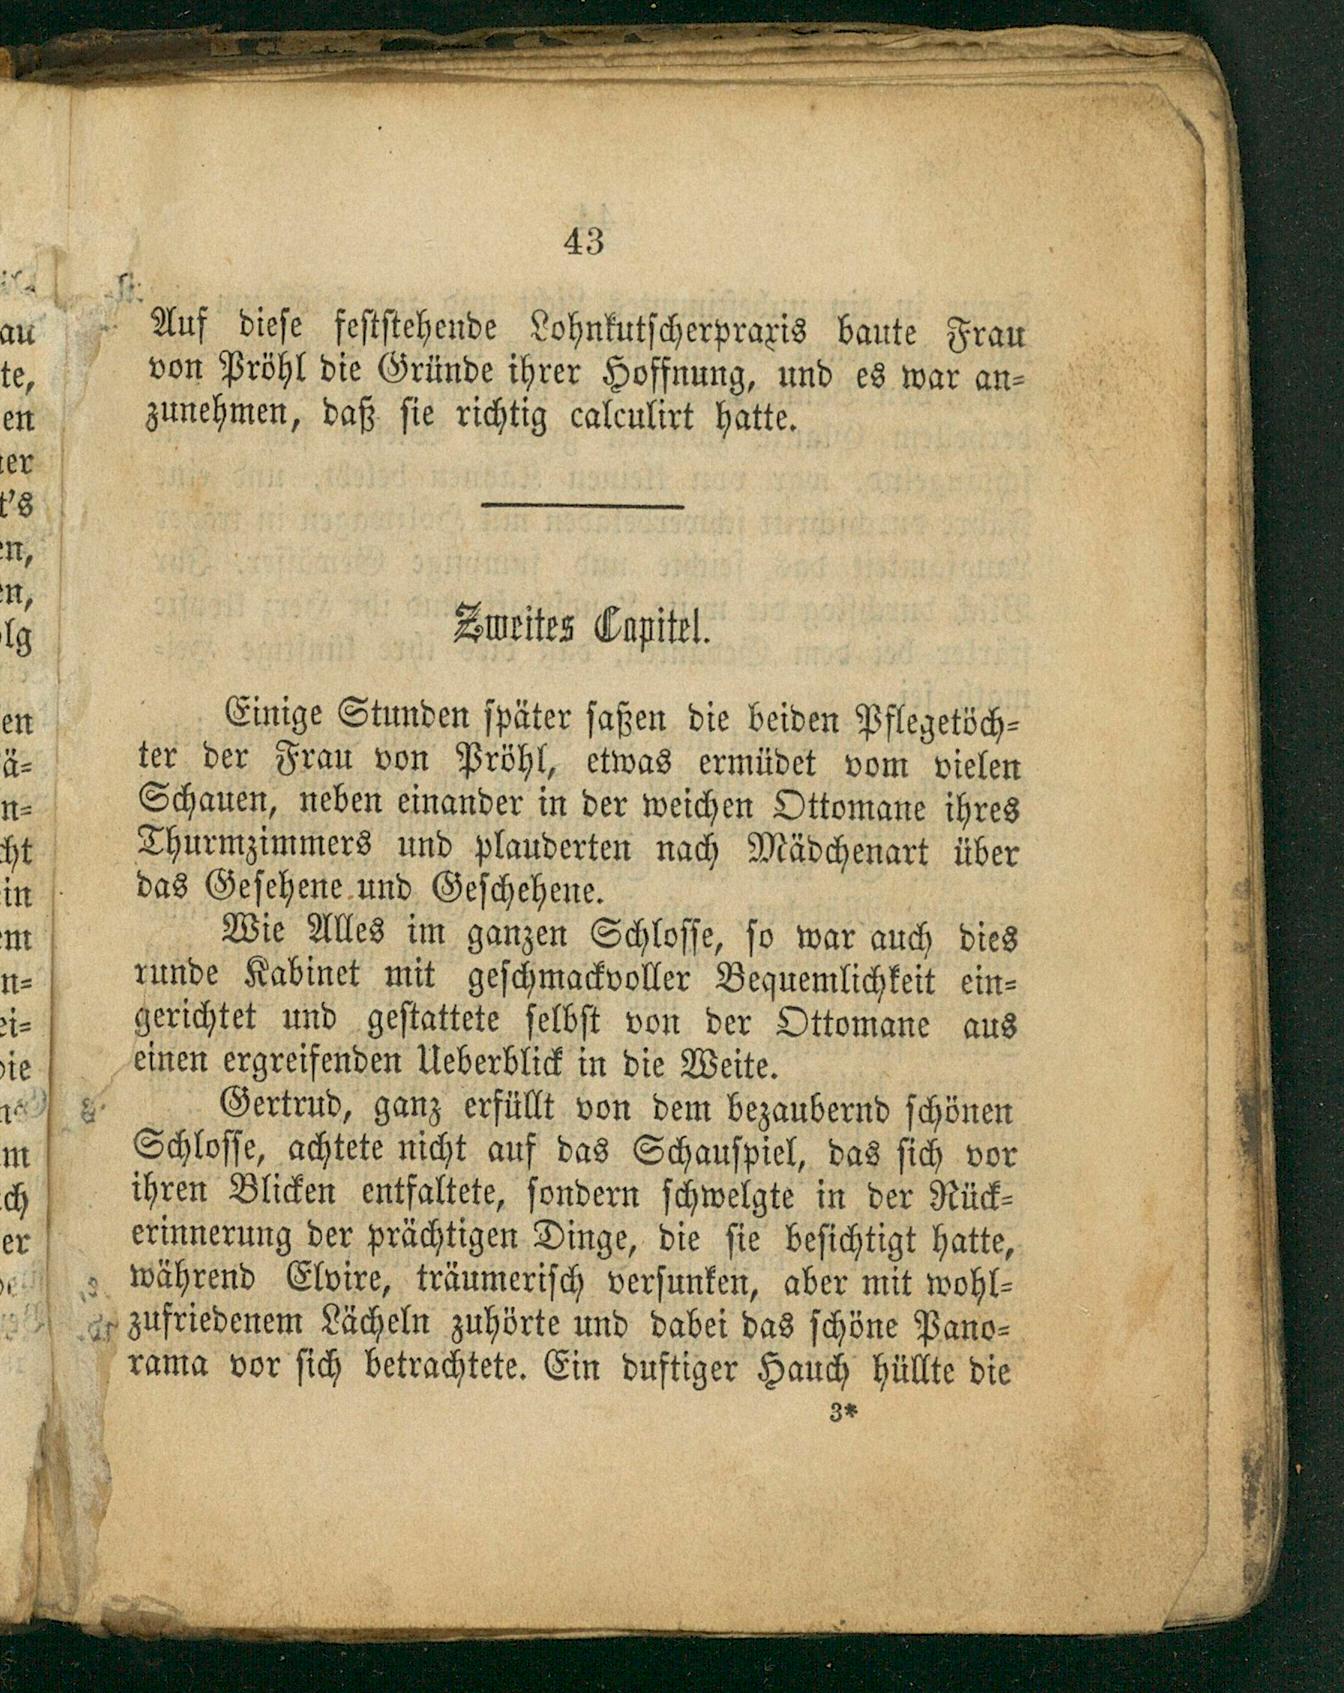 43
Auf diese feststehende Lohnkutscherpraxis baute Frau
von Pröhl die Gründe ihrer Hoffnung, und es war an=
zunehmen, daß sie richtig calculirt hatte.
Zweites Capitel.
Einige Stunden später saßen die beiden Pflegetöch=
ter der Frau von Pröhl, etwas ermüdet vom vielen
Schauen, neben einander in der weichen Ottomane ihres
Thurmzimmers und plauderten nach Mädchenart über
das Gesehene und Geschehene.
Wie Alles im ganzen Schlosse, so war auch dies
runde Kabinet mit geschmackvoller Bequemlichkeit ein=
gerichtet und gestattete selbst von der Ottomane aus
einen ergreifenden Ueberblick in die Weite.
Gertrud, ganz erfüllt von dem bezaubernd schönen
Schlosse, achtete nicht auf das Schauspiel, das sich vor
ihren Blicken entfaltete, sondern schwelgte in der Rück=
erinnerung der prächtigen Dinge, die sie besichtigt hatte,
während Elvire, träumerisch versunken, aber mit wohl=
zufriedenem Lächeln zuhörte und dabei das schöne Pano=
rama vor sich betrachtete. Ein duftiger Hauch hüllte die
3*